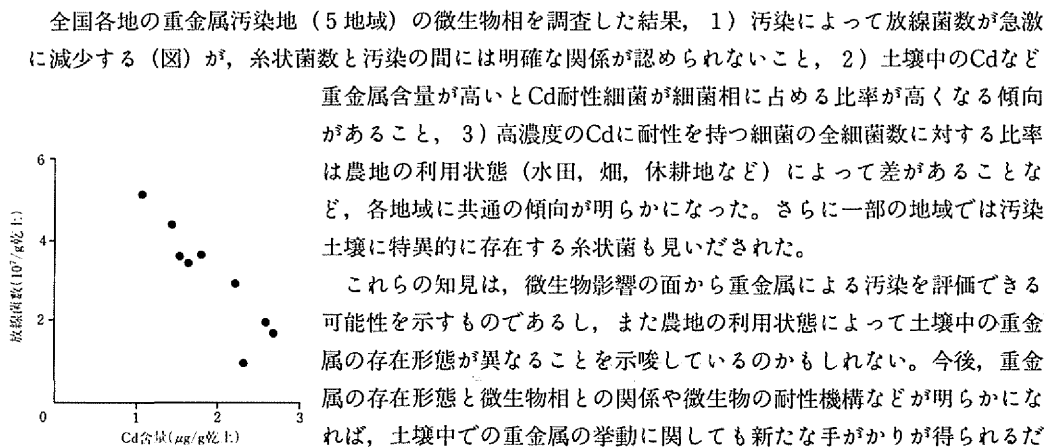 全国各地の重金属汚染地（5地域）の微生物相を調査した結果，1）汚染によって放線菌数が急激
に減少する（図）が，糸状菌数と汚染の間には明確な関係が認められないこと，2）土壌中のCdなど
重金属含量が高いとCd耐性細菌が細菌相に占める比率が高くなる傾向
があること，3）高濃度のCdに耐性を持つ細菌の全細菌数に対する比率
は農地の利用状態（水田，畑，休耕地など）によって差があることな
ど，各地域に共通の傾向が明らかになった。さらに一部の地域では汚染
土壌に特異的に存在する糸状菌も見いだされた。
これらの知見は，微生物影響の面から重金属による汚染を評価できる
可能性を示すものであるし，また農地の利用状態によって土壌中の重金
属の存在形態が異なることを示唆しているのかもしれない。今後，重金
属の存在形態と微生物相との関係や微生物の耐性機構などが明らかにな
れば，土壌中での重金属の挙動に関しても新たな手がかりが得られるだ
放線菌数(10⁷/g乾土)
6
4
2
0 1 2 3
Cd含量(μg/g乾土)